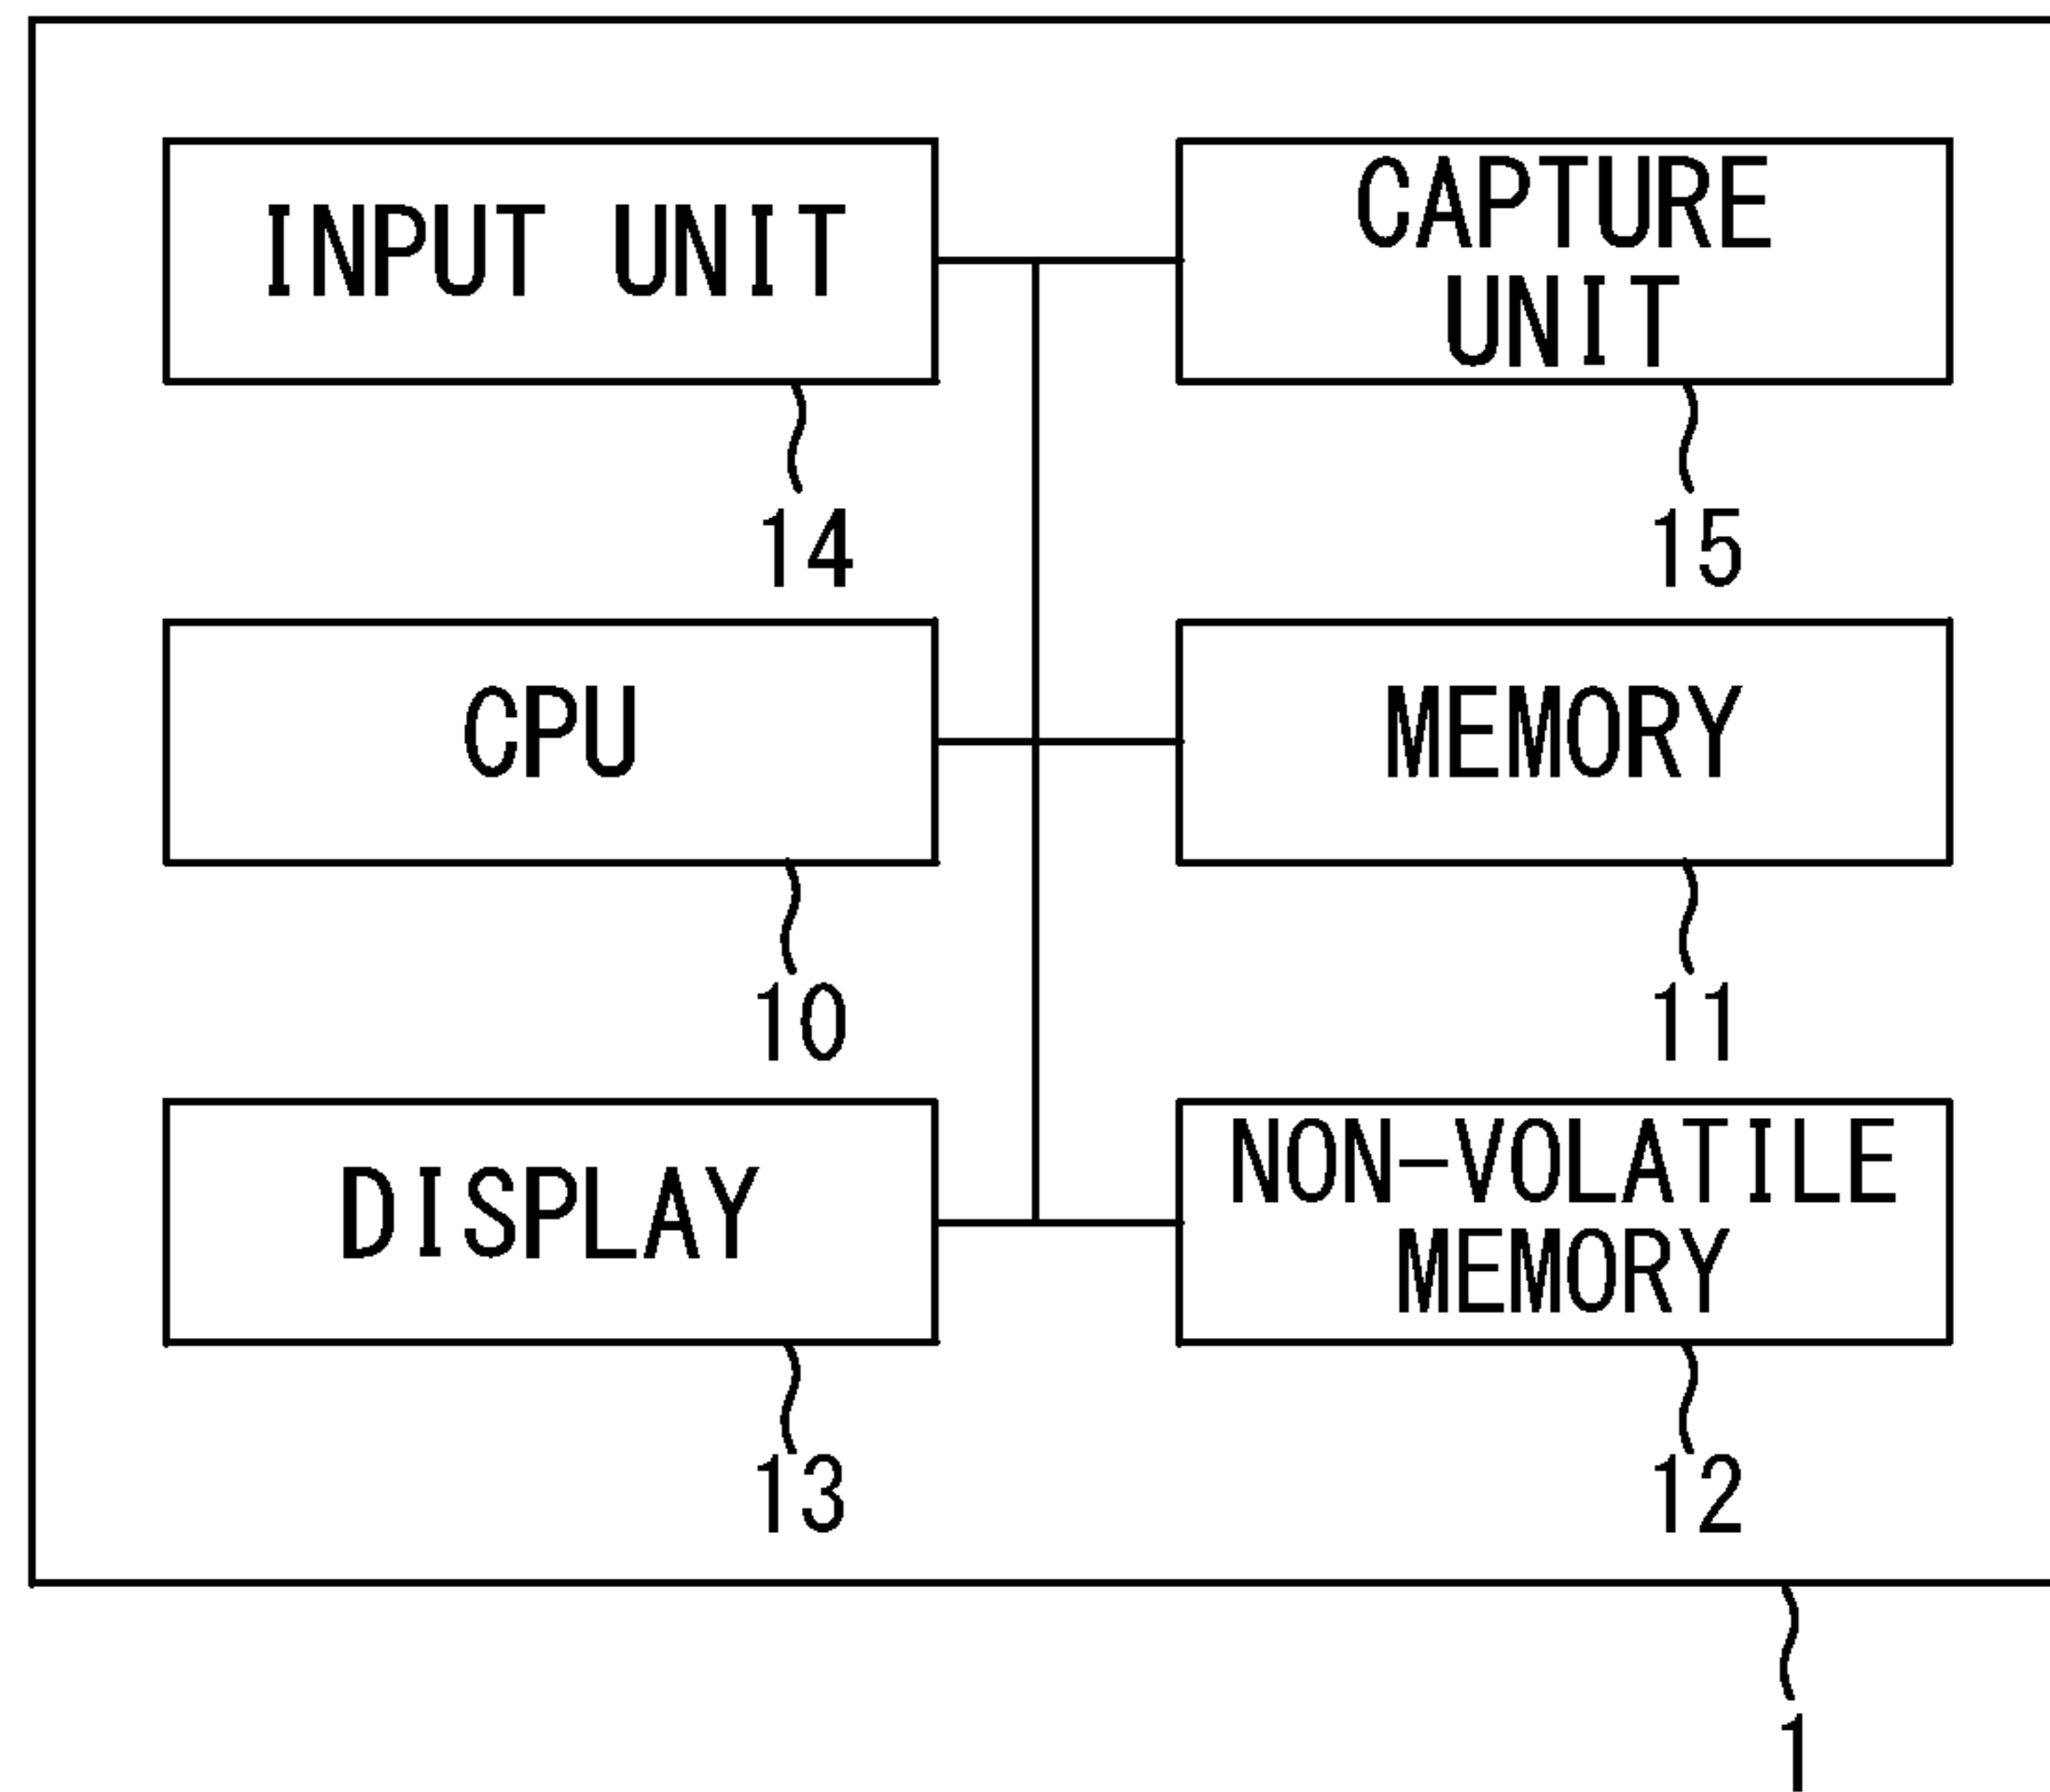 INPUT UNIT
CAPTURE
UNIT
14
15
CPU
MEMORY
10
11
DISPLAY
NON-VOLATILE
MEMORY
13
12
1